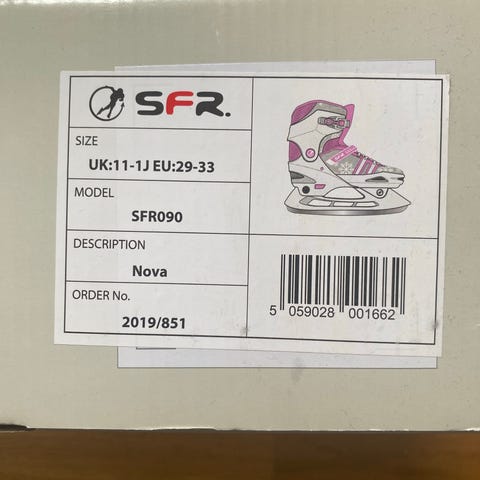 SFR.
SIZE
UK:11-1J EU:29-33
MODEL
SFR090
DESCRIPTION
Nova
ORDER No.
2019/851
5 059028 001662